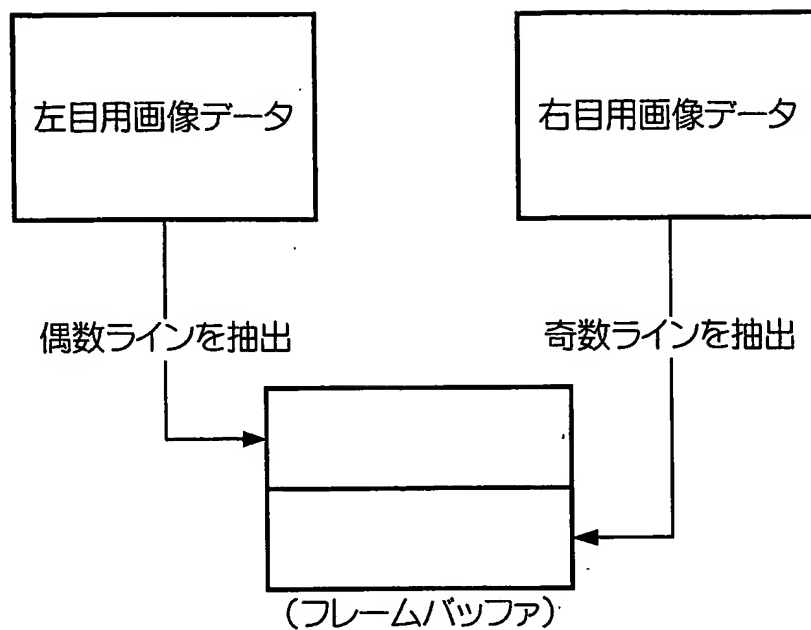 左目用画像データ
右目用画像データ
偶数ラインを抽出
奇数ラインを抽出
(フレームバッファ)